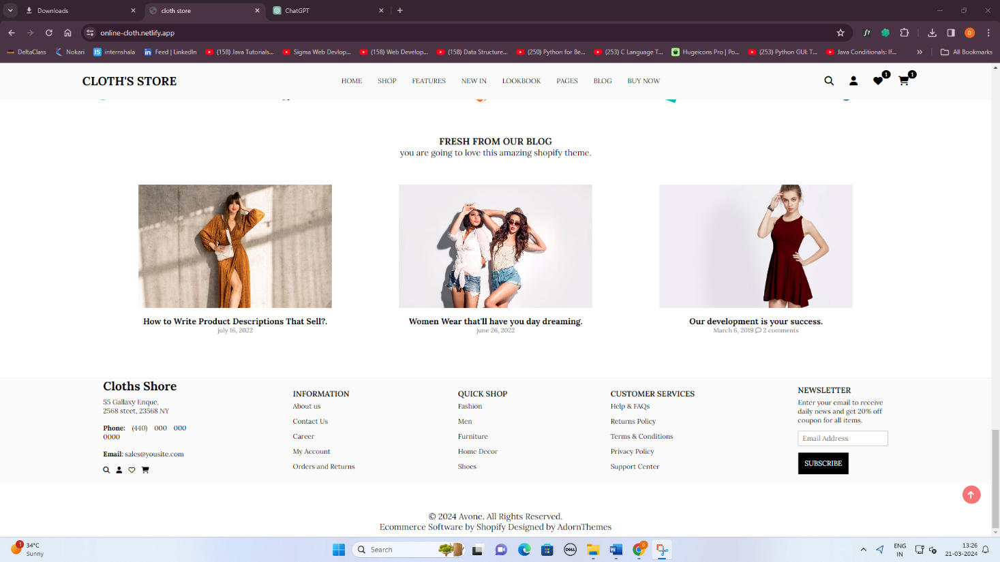 Downloads
cloth store
ChatGPT
online-cloth.netlify.app
D
DeltaClass
Nokari
internshala
Feed | LinkedIn
(158) Java Tutorials...
Sigma Web Devlop...
(158) Web Develop...
(158) Data Structure...
(250) Python for Be...
(253) C Language T...
Hugeicons Pro | Po...
(253) Python GUI: T...
Java Conditionals: If...
All Bookmarks
CLOTH'S STORE
HOME
SHOP
FEATURES
NEW IN
LOOKBOOK
PAGES
BLOG
BUY NOW
1
1
FRESH FROM OUR BLOG
you are going to love this amazing shopify theme.
How to Write Product Descriptions That Sell?.
july 16, 2022
Women Wear that'll have you day dreaming.
june 26, 2022
Our development is your success.
March 6, 2019 2 comments
Cloths Shore
55 Gallaxy Enque,
2568 steet, 23568 NY
Phone: (440) 000 000
0000
Email: sales@yousite.com
INFORMATION
About us
Contact Us
Career
My Account
Orders and Returns
QUICK SHOP
Fashion
Men
Furniture
Home Decor
Shoes
CUSTOMER SERVICES
Help & FAQs
Returns Policy
Terms & Conditions
Privacy Policy
Support Center
NEWSLETTER
Enter your email to receive
daily news and get 20% off
coupon for all items.
Email Address
SUBSCRIBE
© 2024 Avone. All Rights Reserved.
Ecommerce Software by Shopify Designed by AdornThemes
1
34°C
Sunny
Search
DELL
D
ENG
IN
13:26
21-03-2024